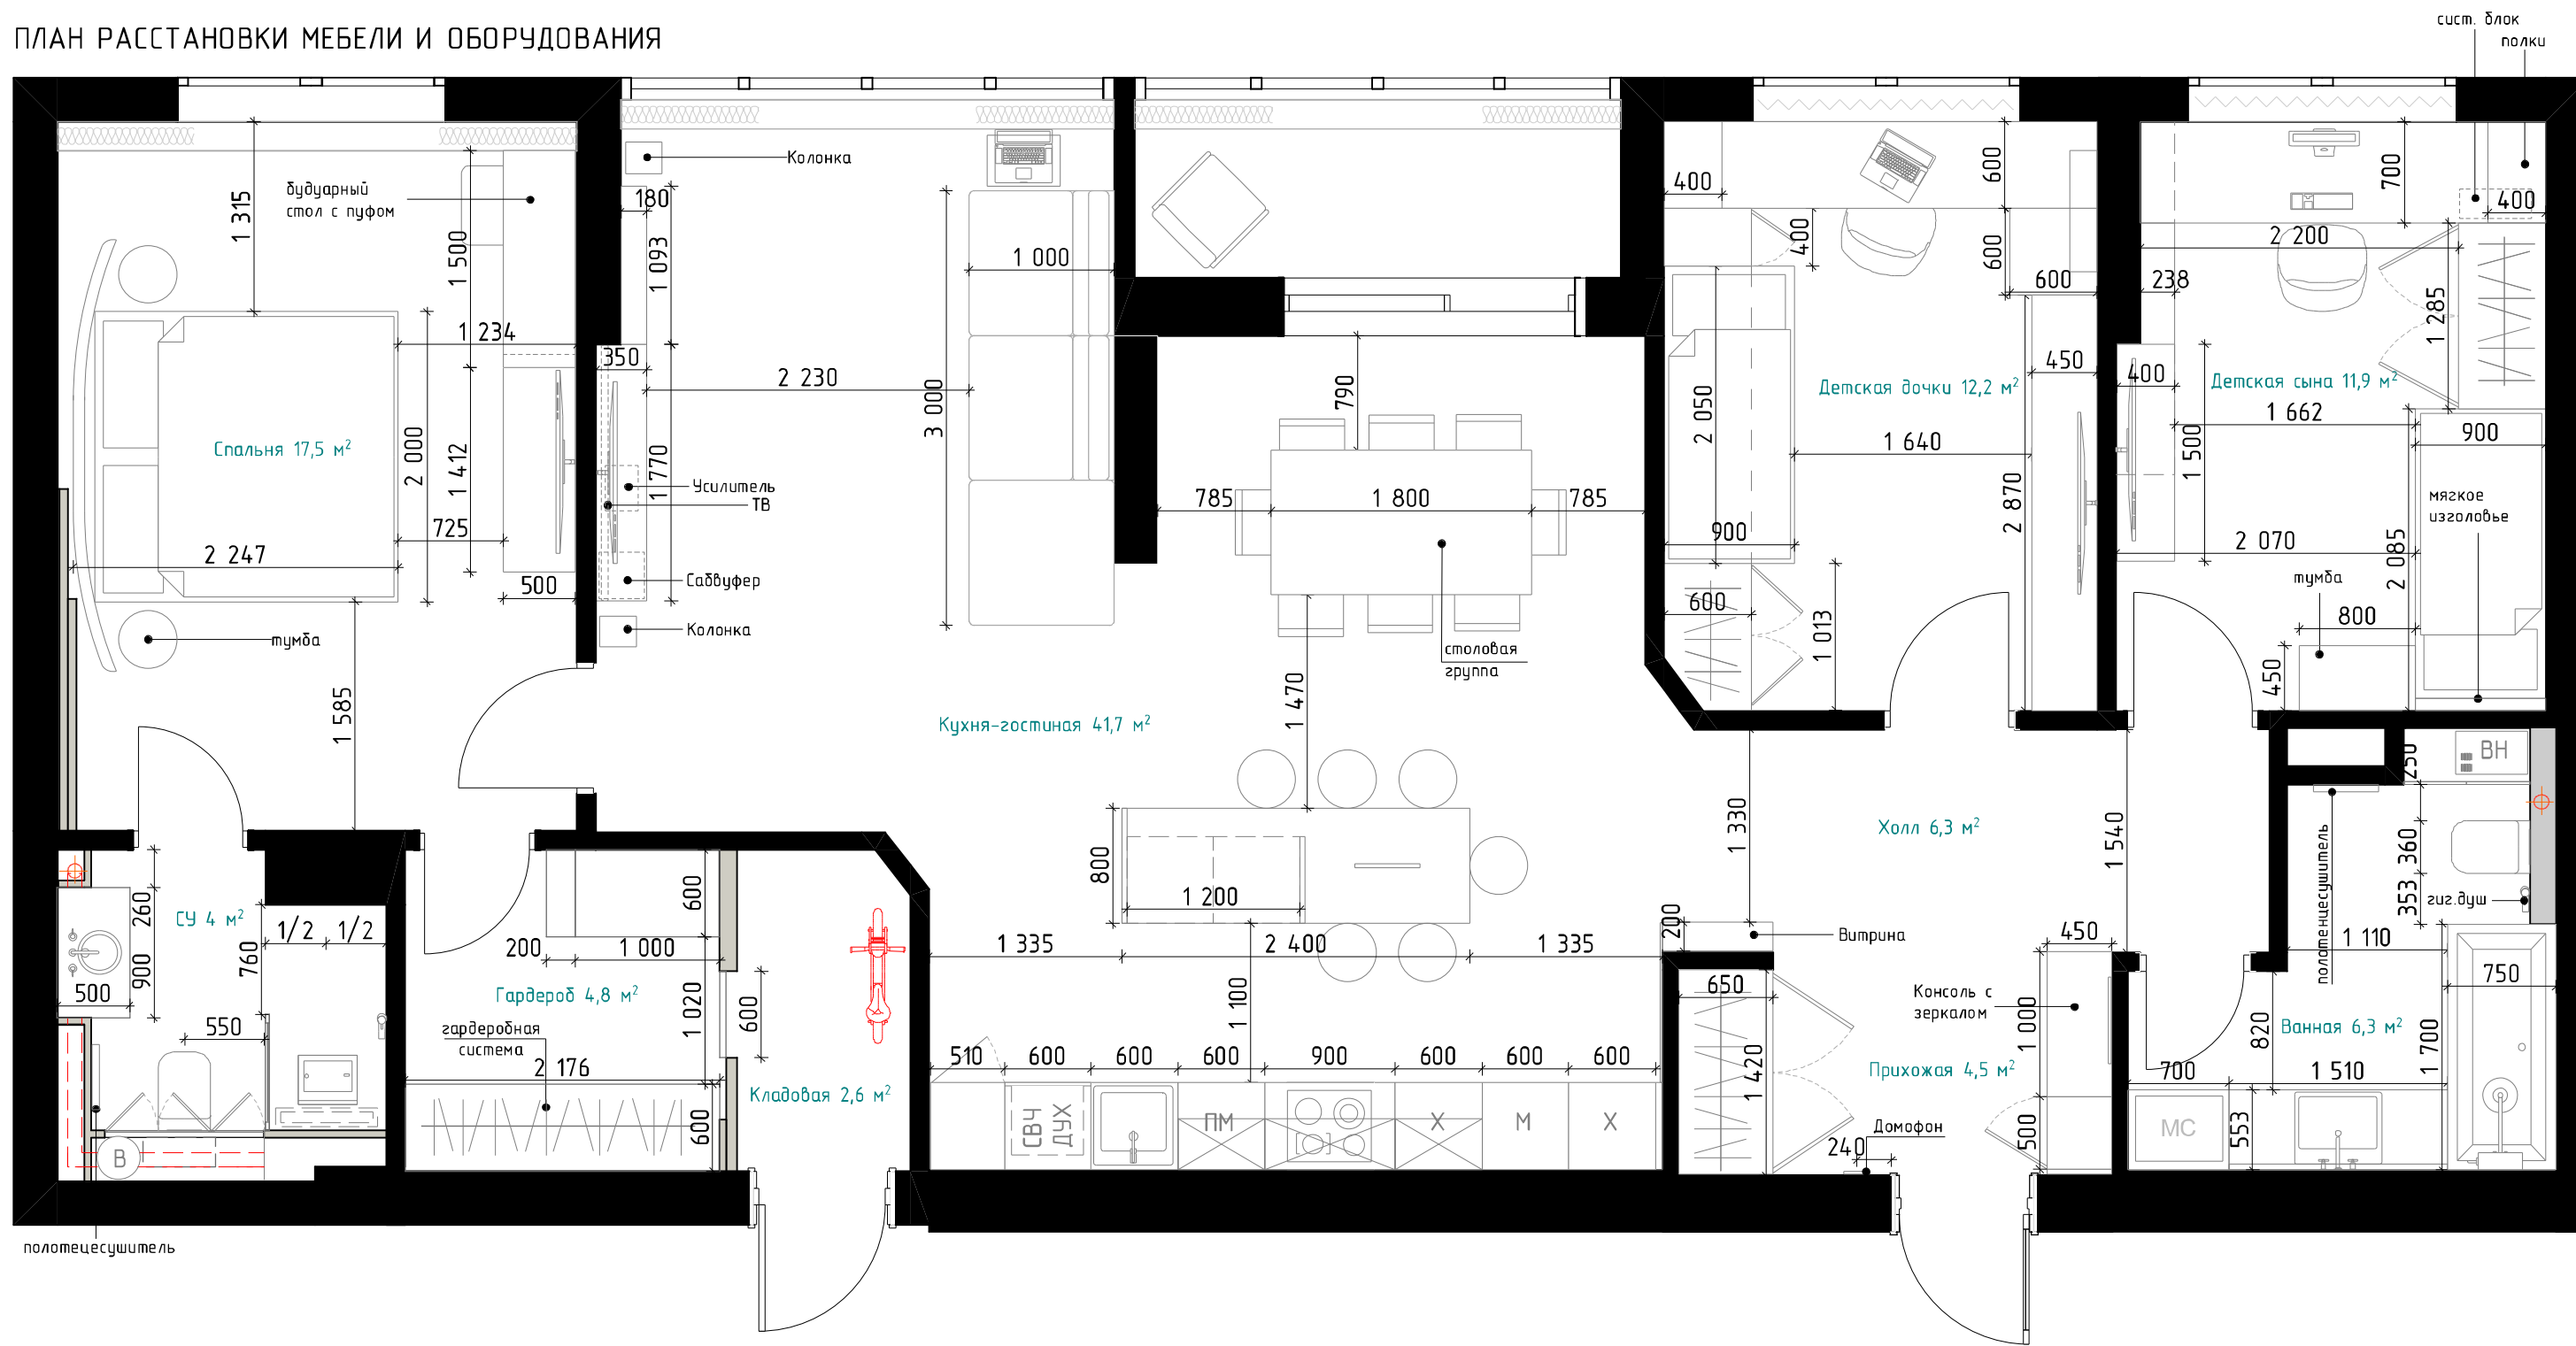 ПЛАН РАССТАНОВКИ МЕБЕЛИ И ОБОРУДОВАНИЯ
сист. блок
полки
будуарный
стол с пуфом
1 315
1 500
1 234
2 000
1 412
725
2 247
500
1 585
Спальня 17,5 м²
тумба
Колонка
180
1 093
350
2 230
1 000
3 000
1 770
Усилитель
ТВ
Сабвуфер
Колонка
Кухня-гостиная 41,7 м²
790
785
1 800
785
столовая
группа
1 470
800
1 200
1 335
2 400
1 335
1 100
510
600
600
600
900
600
600
600
СВЧ
ДУХ
ПМ
Х
М
Х
400
600
400
600
600
450
Детская дочки 12,2 м²
2 050
1 640
2 870
900
600
1 013
700
400
2 200
238
1 285
400
Детская сына 11,9 м²
1 662
900
1 500
мягкое
изголовье
2 070
2 085
тумба
800
450
1 330
Холл 6,3 м²
1 540
200
Витрина
650
1 420
450
Консоль с
зеркалом
1 000
Прихожая 4,5 м²
500
Домофон
240
250
ВН
полотенцесушитель
360
353
гиг.душ
1 110
750
820
Ванная 6,3 м²
1 700
700
1 510
553
МС
СУ 4 м²
260
900
500
760
1/2
1/2
550
В
полотецесушитель
600
200
1 000
Гардероб 4,8 м²
1 020
600
гардеробная
система
2 176
600
Кладовая 2,6 м²